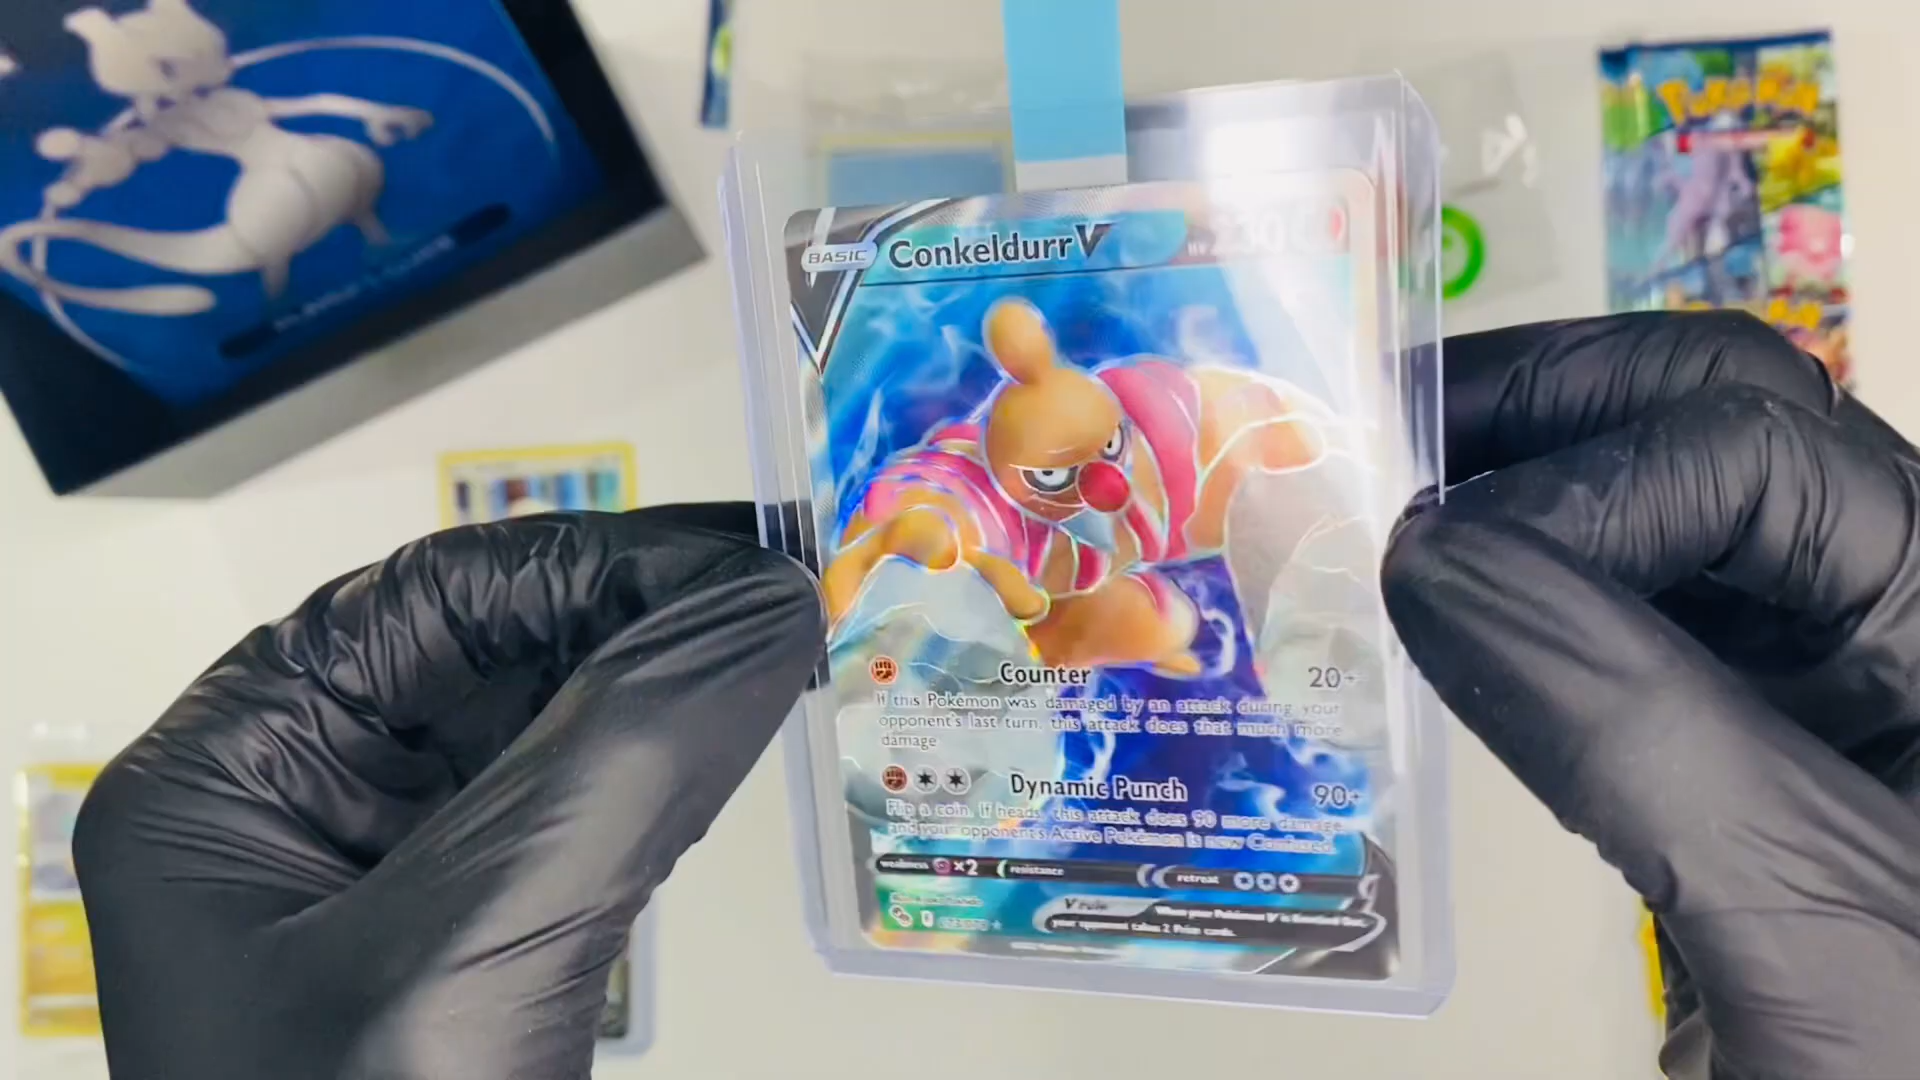 Pokémon
BASIC
Conkeldurr V
HP 230
Counter 20+
If this Pokémon was damaged by an attack during your
opponent's last turn, this attack does that much more
damage
Dynamic Punch 90+
Flip a coin. If heads, this attack does 90 more damage
and your opponent's Active Pokémon is now Confused.
weakness ×2 resistance retreat
V rule When your Pokémon V is Knocked Out,
your opponent takes 2 Prize cards.